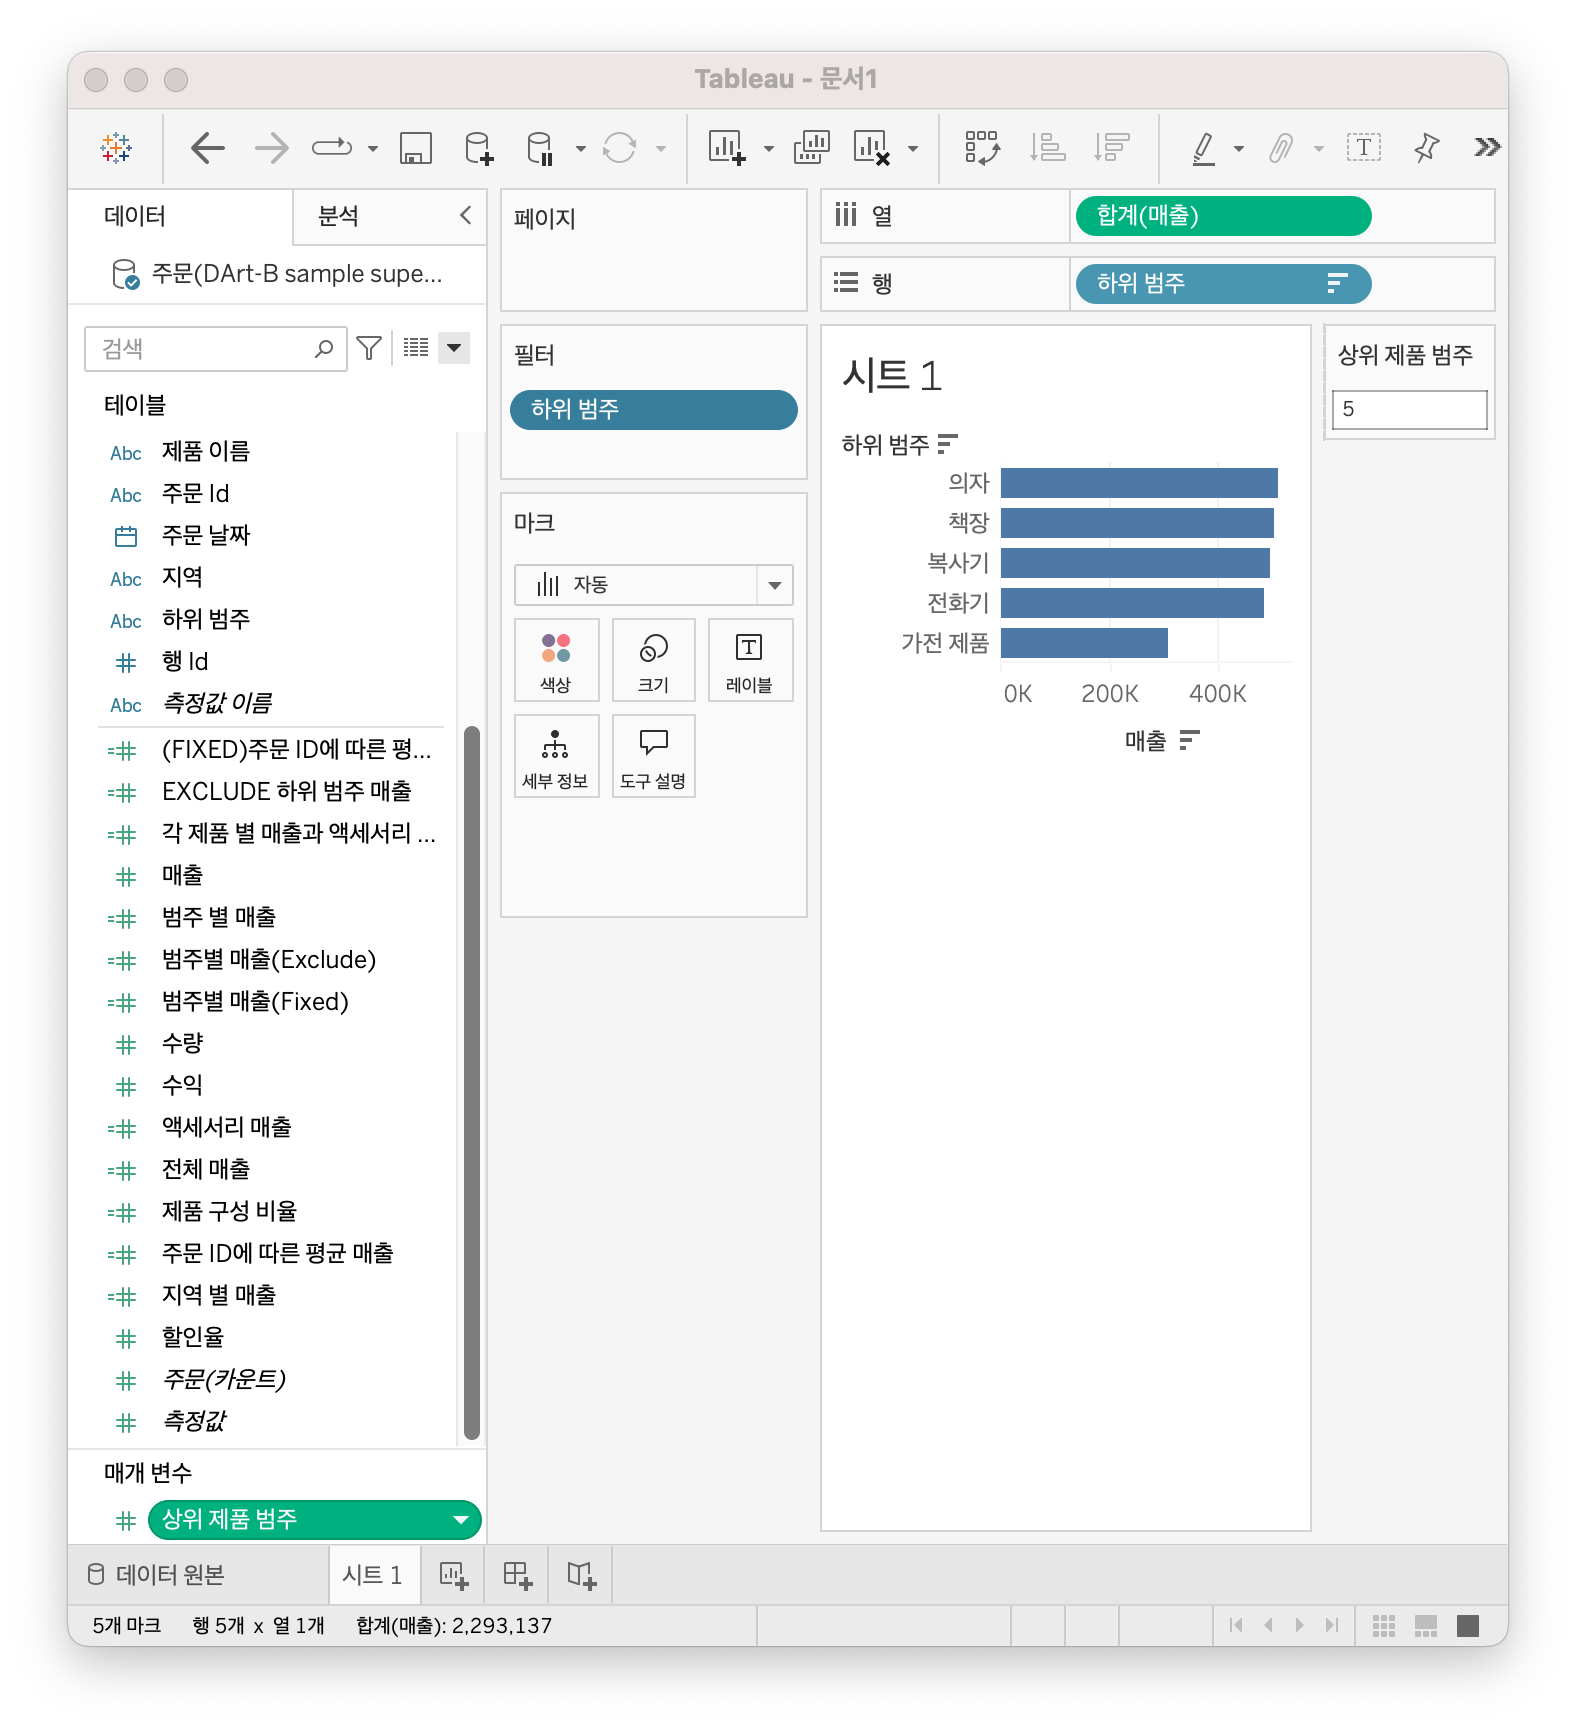 Tableau - 문서1
데이터
분석
주문(DArt-B sample supe...
검색
테이블
Abc 제품 이름
Abc 주문 Id
주문 날짜
Abc 지역
Abc 하위 범주
행 Id
Abc 측정값 이름
(FIXED)주문 ID에 따른 평...
EXCLUDE 하위 범주 매출
각 제품 별 매출과 액세서리 ...
매출
범주 별 매출
범주별 매출(Exclude)
범주별 매출(Fixed)
수량
수익
액세서리 매출
전체 매출
제품 구성 비율
주문 ID에 따른 평균 매출
지역 별 매출
할인율
주문(카운트)
측정값
매개 변수
상위 제품 범주
페이지
필터
하위 범주
마크
자동
색상
크기
레이블
세부 정보
도구 설명
열
합계(매출)
행
하위 범주
시트 1
하위 범주
의자
책장
복사기
전화기
가전 제품
0K 200K 400K
매출
상위 제품 범주
5
데이터 원본
시트 1
5개 마크 행 5개 x 열 1개 합계(매출): 2,293,137